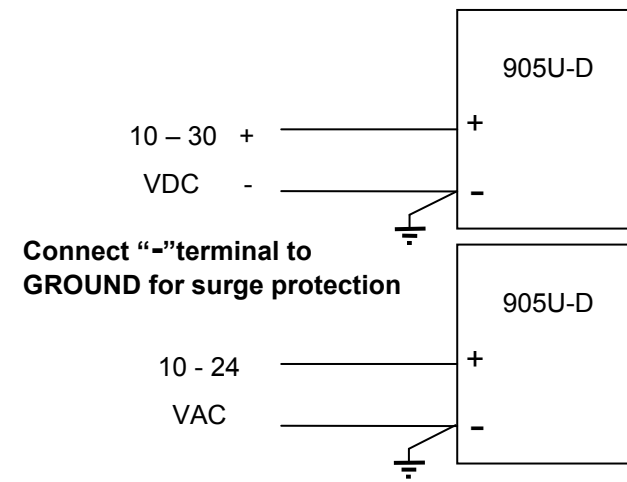 905U-D
10 – 30 +
+
VDC -
-
Connect “-”terminal to
GROUND for surge protection
905U-D
10 - 24
+
VAC
-